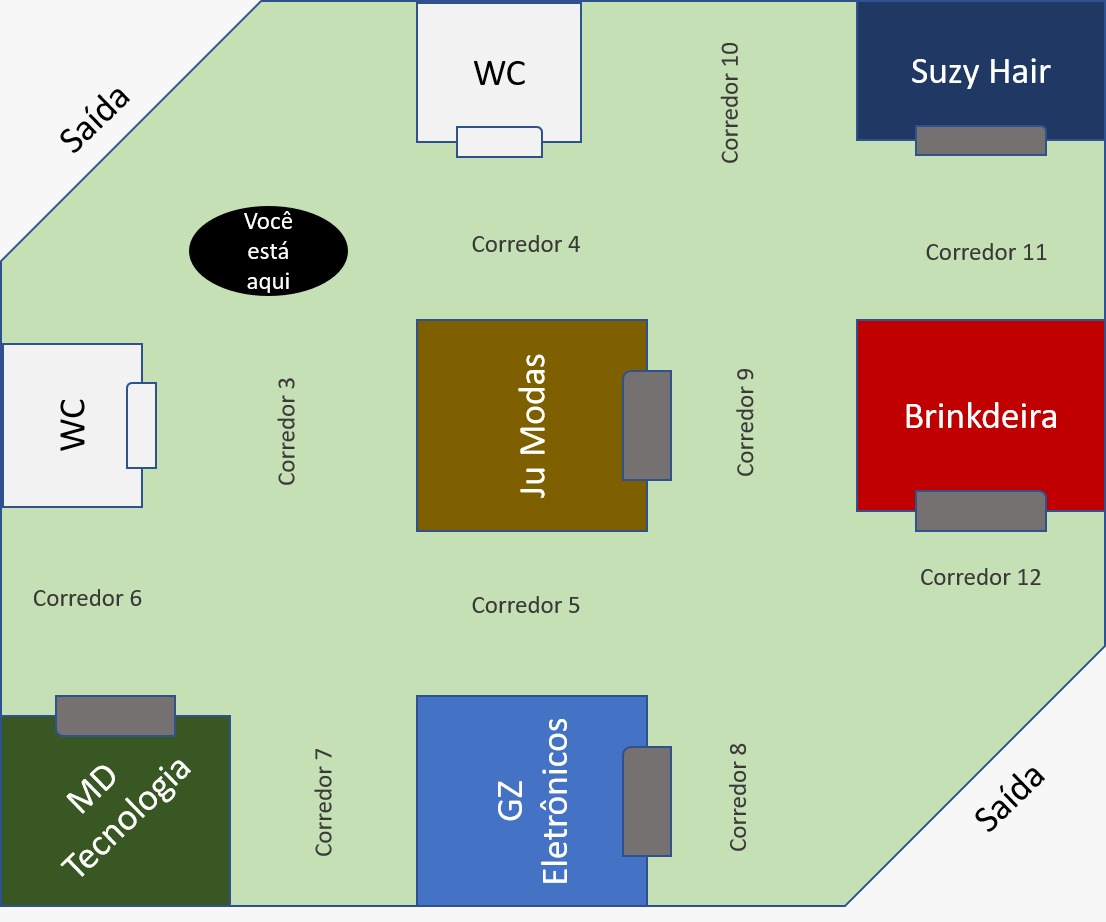 WC
Corredor 10
Suzy Hair
Saída
Você
está
aqui
Corredor 4
Corredor 11
WC
Corredor 3
Ju Modas
Corredor 9
Brinkdeira
Corredor 6
Corredor 5
Corredor 12
MD
Tecnologia
Corredor 7
GZ
Eletrônicos
Corredor 8
Saída